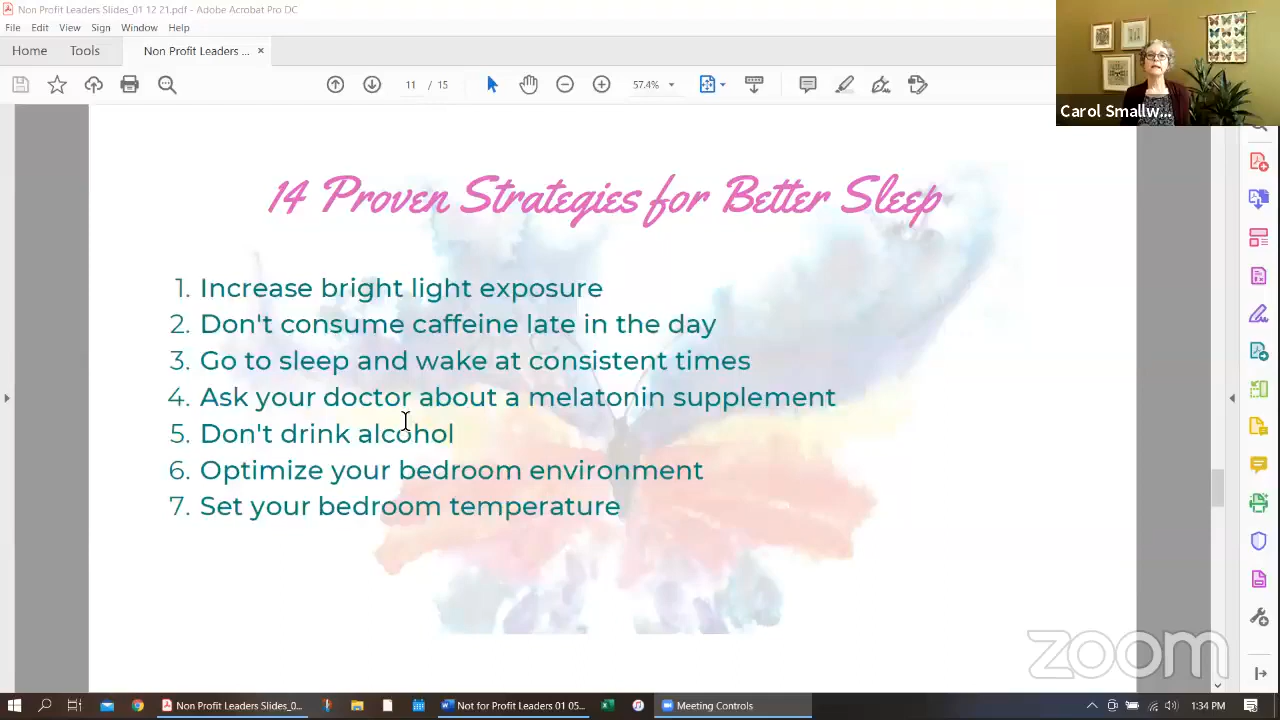 Non Profit Leaders Slides_01 12 21.pdf - Adobe Acrobat Pro DC
File Edit View Sign Window Help
Home Tools Non Profit Leaders ... ×
11 / 15 57.4%
Carol Smallw...
14 Proven Strategies for Better Sleep
1. Increase bright light exposure
2. Don't consume caffeine late in the day
3. Go to sleep and wake at consistent times
4. Ask your doctor about a melatonin supplement
5. Don't drink alcohol
6. Optimize your bedroom environment
7. Set your bedroom temperature
zoom
Non Profit Leaders Slides_0... Not for Profit Leaders 01 05... Meeting Controls 1:34 PM